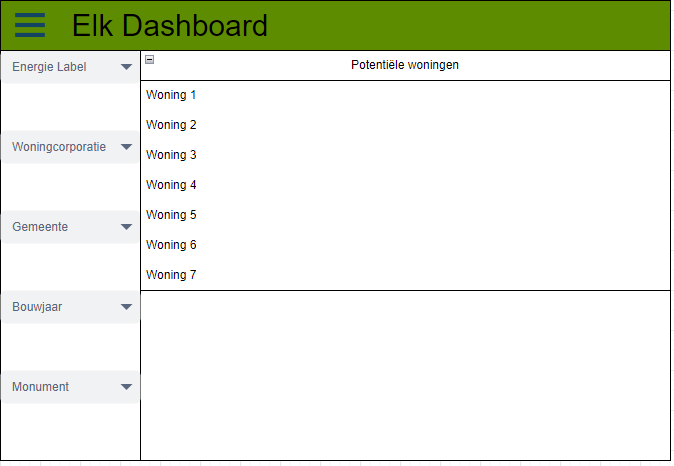 Elk Dashboard
Energie Label
Woningcorporatie
Gemeente
Bouwjaar
Monument
Potentiële woningen
Woning 1
Woning 2
Woning 3
Woning 4
Woning 5
Woning 6
Woning 7